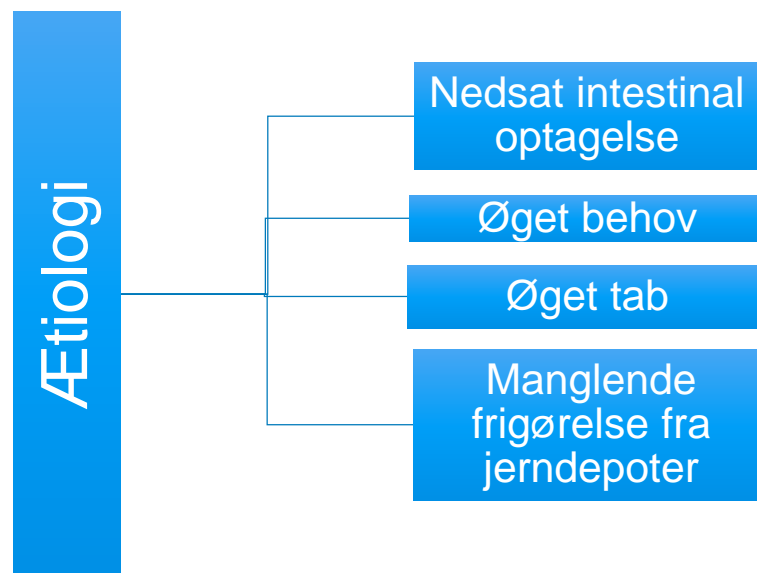 Ætiologi
Nedsat intestinal
optagelse
Øget behov
Øget tab
Manglende
frigørelse fra
jerndepoter